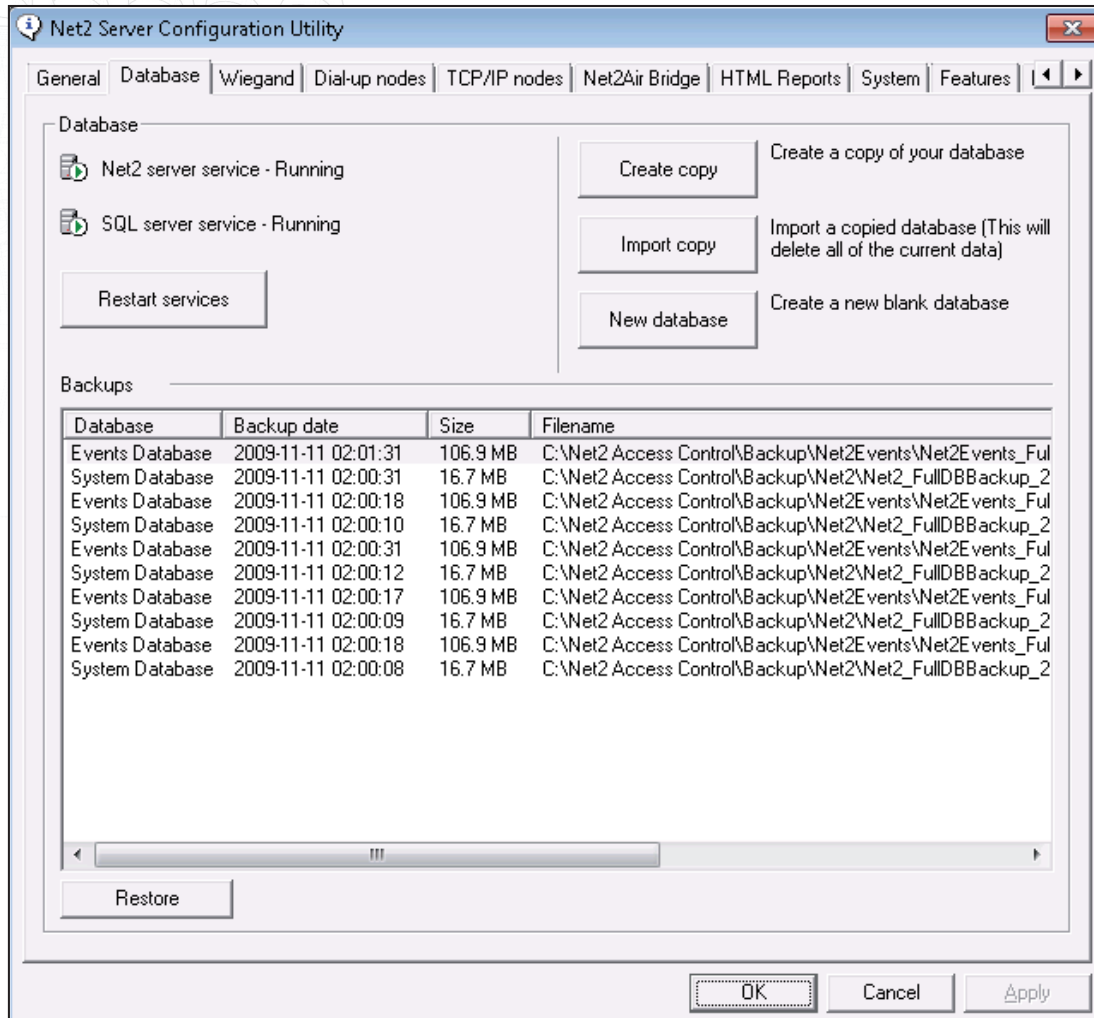 Net2 Server Configuration Utility
General Database Wiegand Dial-up nodes TCP/IP nodes Net2Air Bridge HTML Reports System Features
Database
Net2 server service - Running
SQL server service - Running
Restart services
Create copy
Create a copy of your database
Import copy
Import a copied database (This will
delete all of the current data)
New database
Create a new blank database
Backups
Database Backup date Size Filename
Events Database 2009-11-11 02:01:31 106.9 MB C:\Net2 Access Control\Backup\Net2Events\Net2Events_Ful
System Database 2009-11-11 02:00:31 16.7 MB C:\Net2 Access Control\Backup\Net2\Net2_FullDBBackup_2
Events Database 2009-11-11 02:00:18 106.9 MB C:\Net2 Access Control\Backup\Net2Events\Net2Events_Ful
System Database 2009-11-11 02:00:10 16.7 MB C:\Net2 Access Control\Backup\Net2\Net2_FullDBBackup_2
Events Database 2009-11-11 02:00:31 106.9 MB C:\Net2 Access Control\Backup\Net2Events\Net2Events_Ful
System Database 2009-11-11 02:00:12 16.7 MB C:\Net2 Access Control\Backup\Net2\Net2_FullDBBackup_2
Events Database 2009-11-11 02:00:17 106.9 MB C:\Net2 Access Control\Backup\Net2Events\Net2Events_Ful
System Database 2009-11-11 02:00:09 16.7 MB C:\Net2 Access Control\Backup\Net2\Net2_FullDBBackup_2
Events Database 2009-11-11 02:00:18 106.9 MB C:\Net2 Access Control\Backup\Net2Events\Net2Events_Ful
System Database 2009-11-11 02:00:08 16.7 MB C:\Net2 Access Control\Backup\Net2\Net2_FullDBBackup_2
Restore
OK Cancel Apply